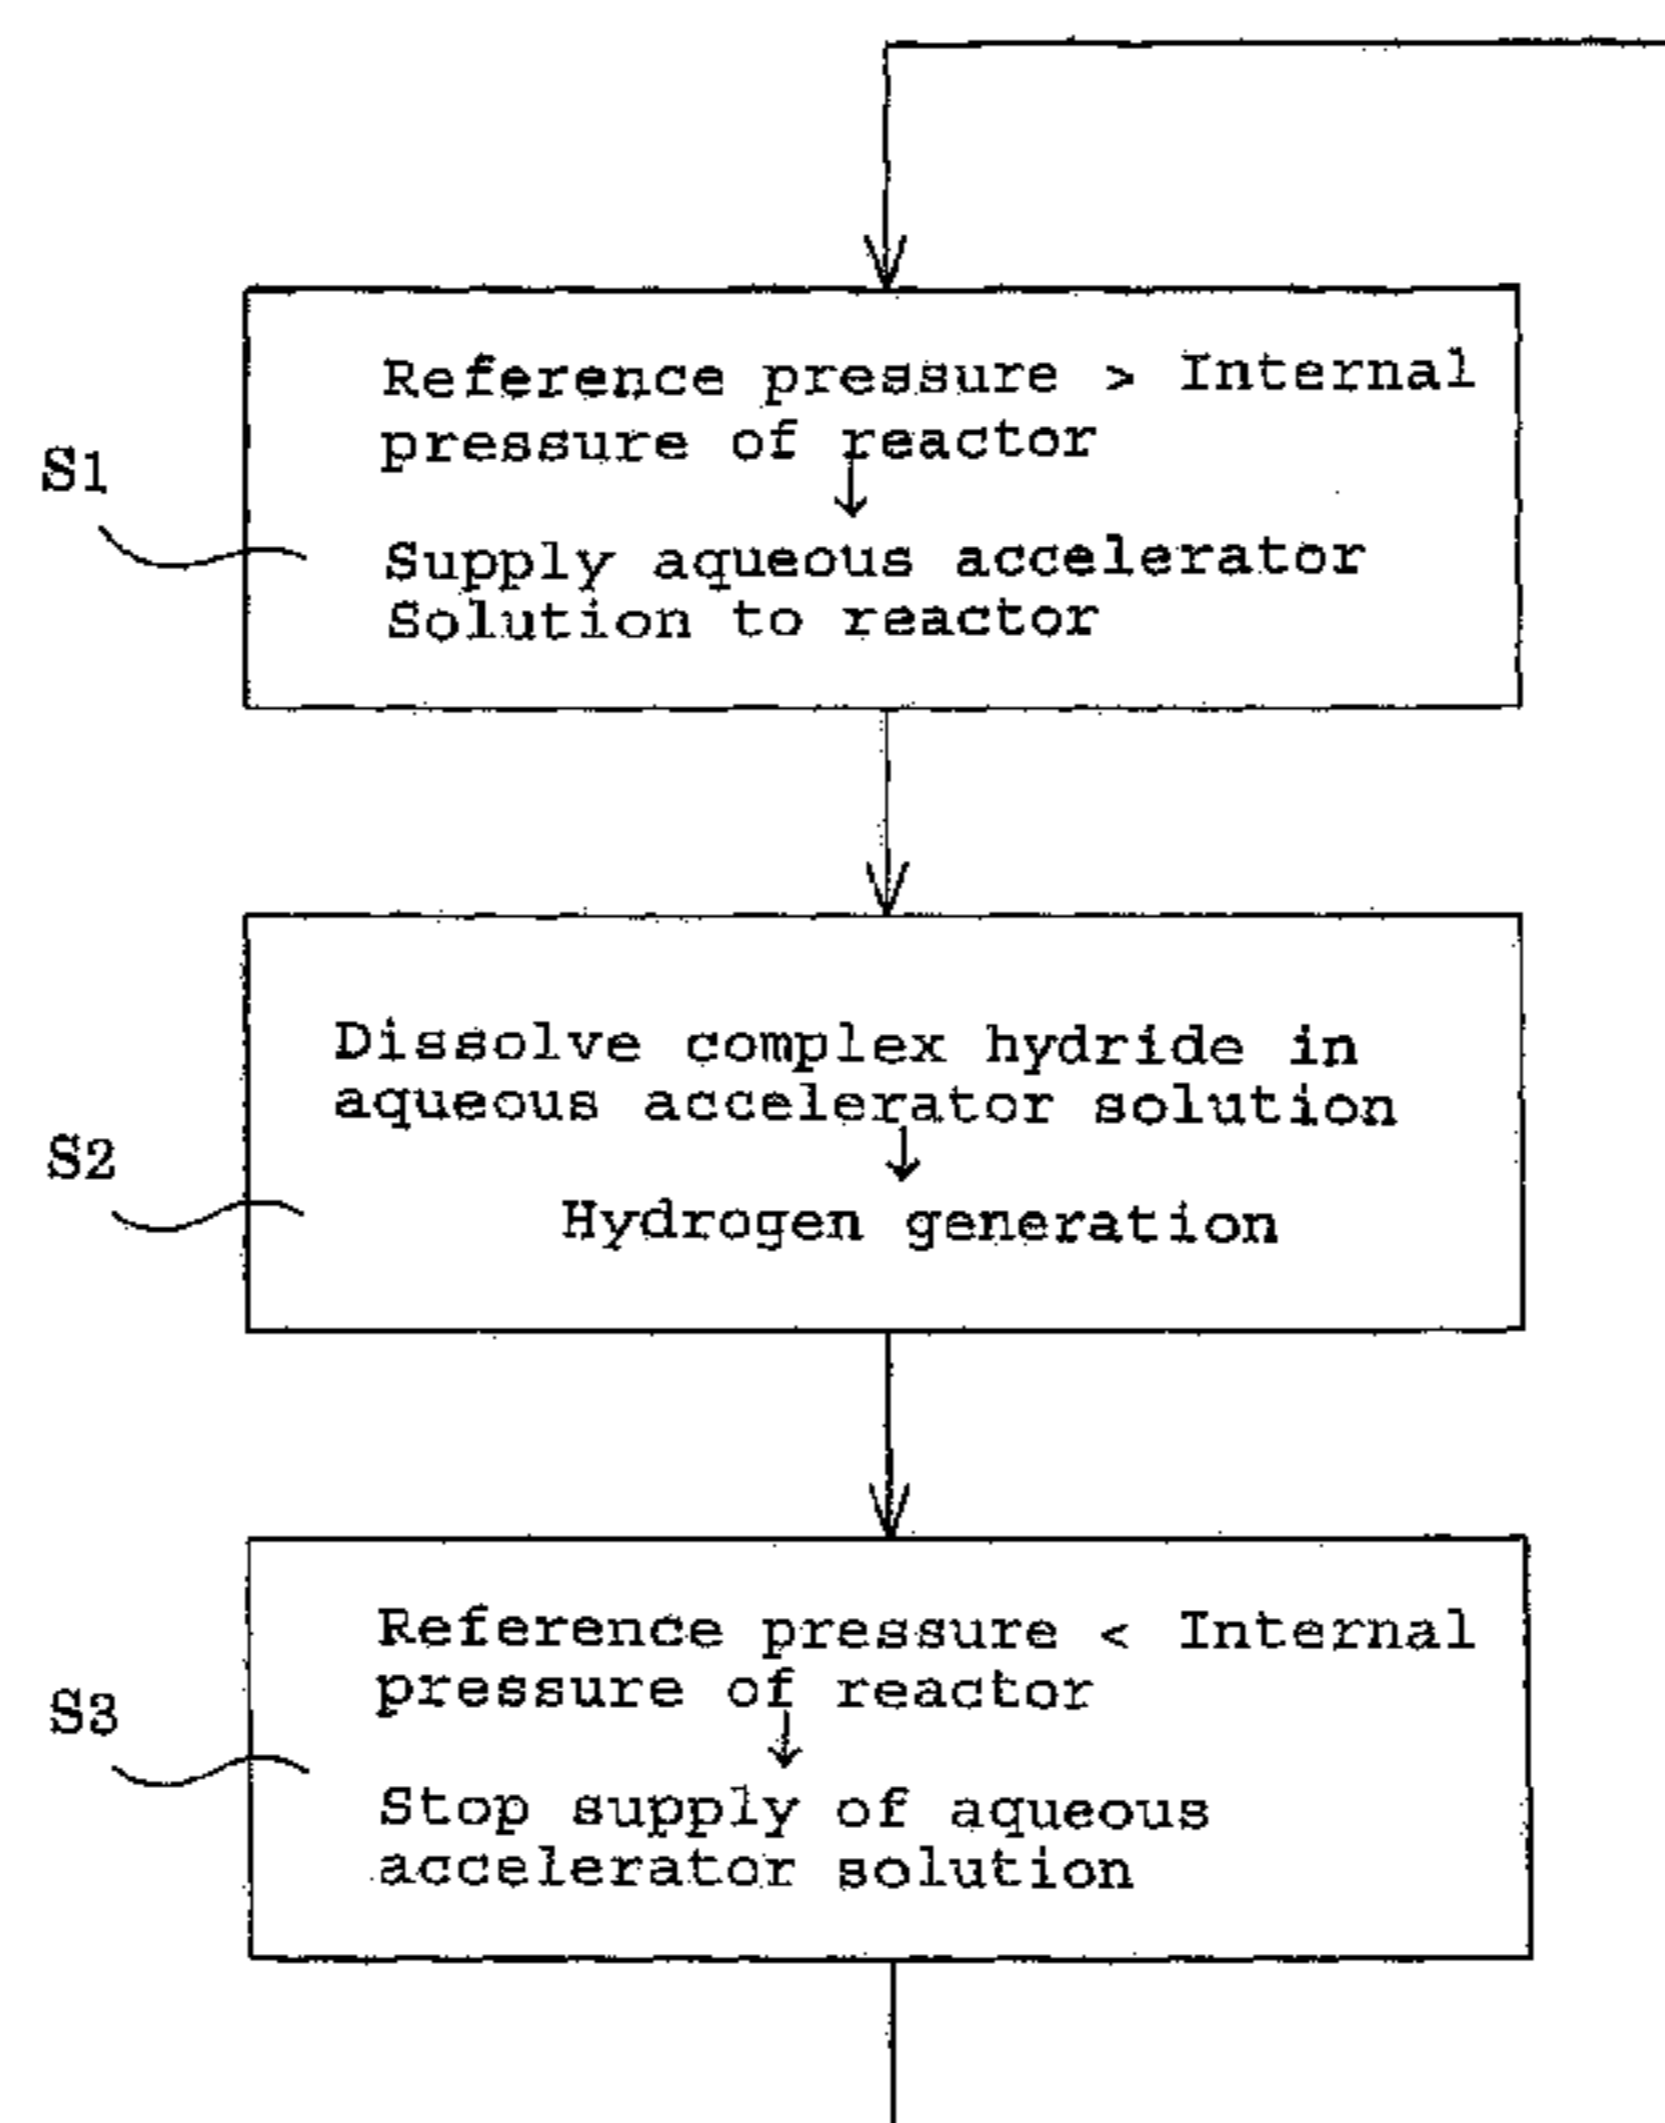 Reference pressure > Internal
pressure of reactor
↓
S1
Supply aqueous accelerator
Solution to reactor
Dissolve complex hydride in
aqueous accelerator solution
↓
S2
Hydrogen generation
Reference pressure < Internal
pressure of reactor
↓
S3
Stop supply of aqueous
accelerator solution